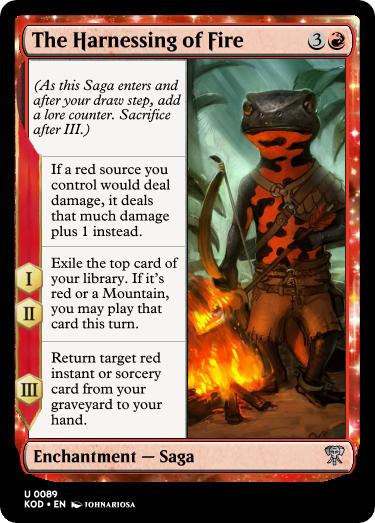 The Harnessing of Fire 3
(As this Saga enters and
after your draw step, add
a lore counter. Sacrifice
after III.)
If a red source you
control would deal
damage, it deals
that much damage
plus 1 instead.
I
II
Exile the top card of
your library. If it's
red or a Mountain,
you may play that
card this turn.
III
Return target red
instant or sorcery
card from your
graveyard to your
hand.
Enchantment — Saga
U 0089
KOD • EN JOHNARIOSA